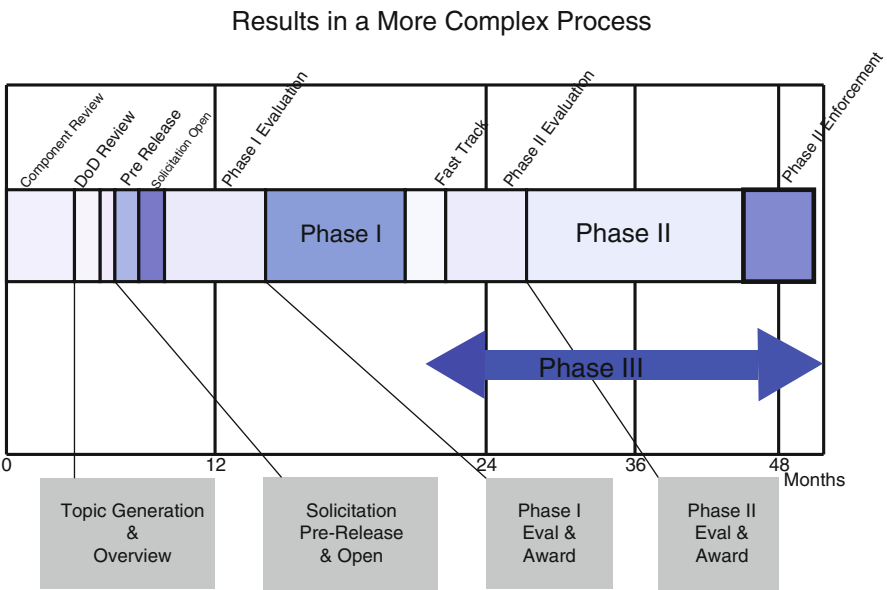 Results in a More Complex Process
Component Review
DoD Review
Pre Release
Solicitation Open
Phase I Evaluation
Fast Track
Phase II Evaluation
Phase II Enforcement
Phase I
Phase II
Phase III
0
12
24
36
48
Months
Topic Generation
&
Overview
Solicitation
Pre-Release
& Open
Phase I
Eval &
Award
Phase II
Eval &
Award